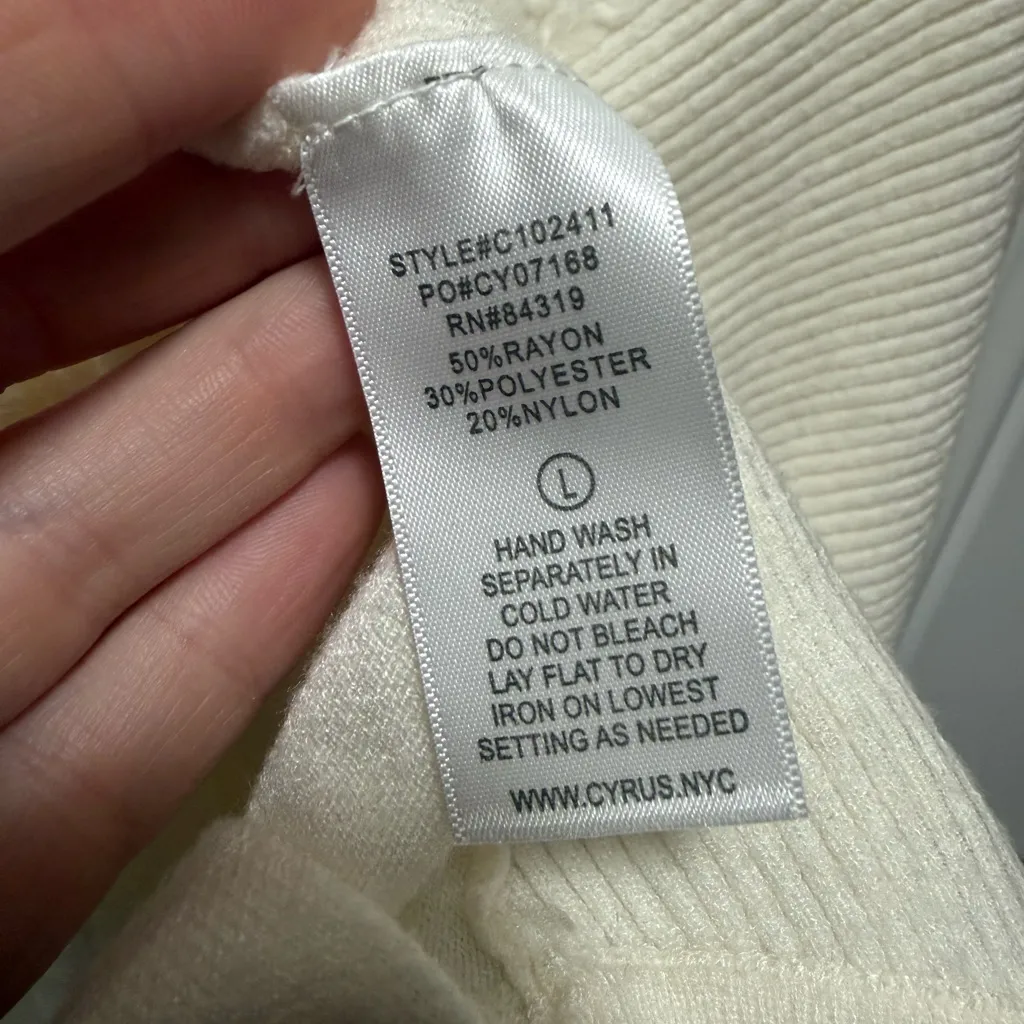 STYLE#C102411
PO#CY07168
RN#84319
50%RAYON
30%POLYESTER
20%NYLON
L
HAND WASH
SEPARATELY IN
COLD WATER
DO NOT BLEACH
LAY FLAT TO DRY
IRON ON LOWEST
SETTING AS NEEDED
WWW.CYRUS.NYC